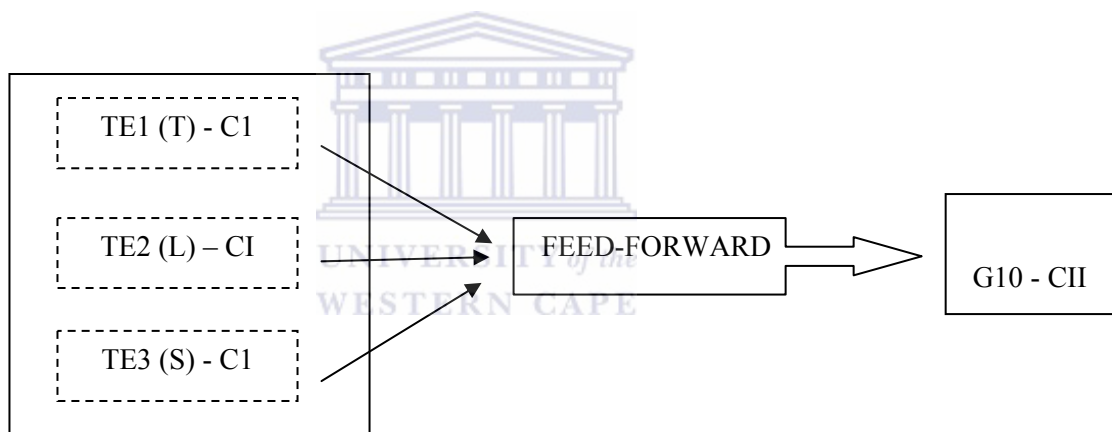 TE1 (T) - C1
TE2 (L) – CI
TE3 (S) - C1
UNIVERSITY of the
WESTERN CAPE
FEED-FORWARD
G10 - CII